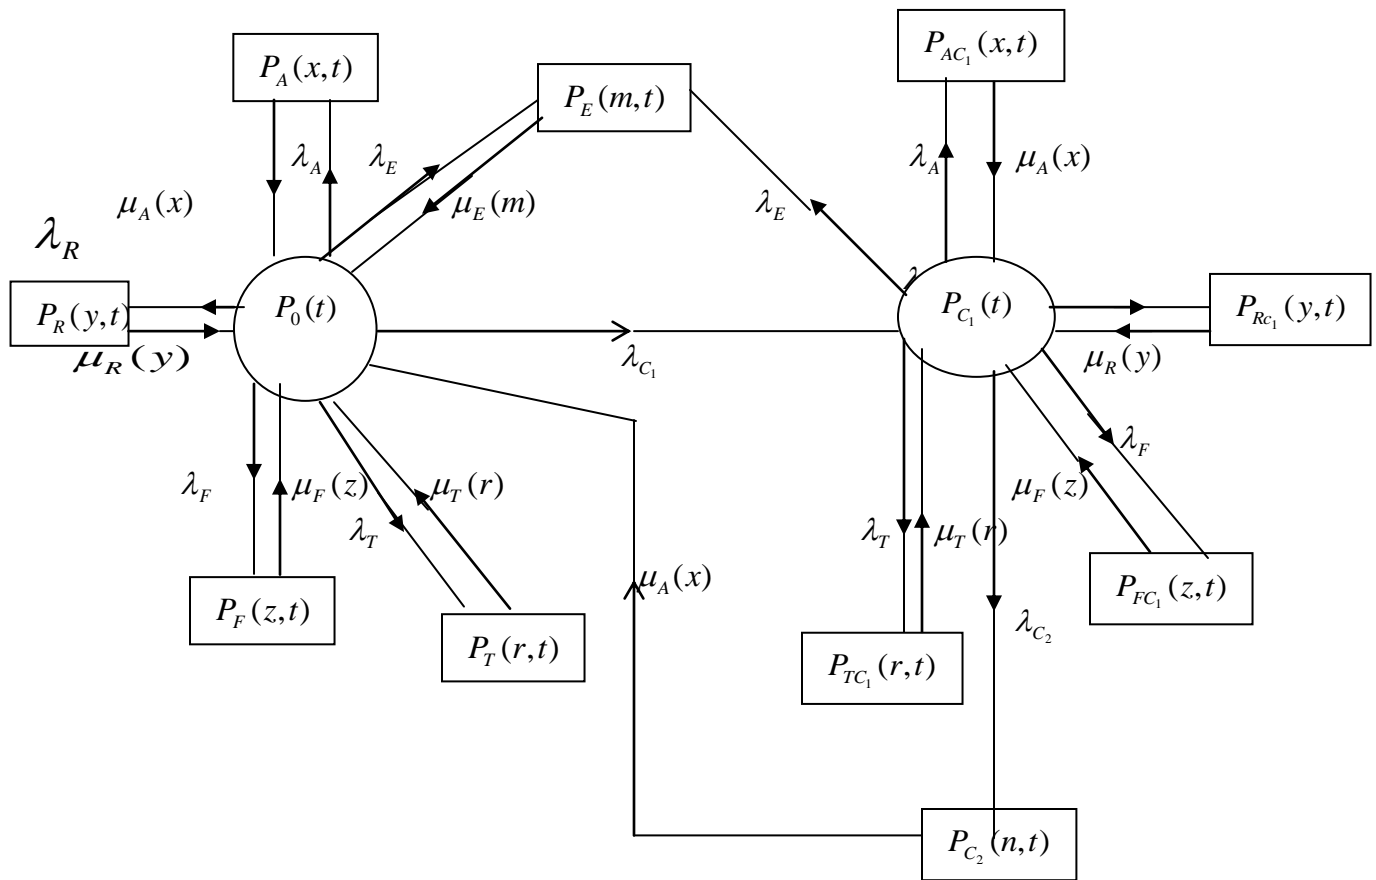 P_{AC_1}(x,t)
P_A(x,t)
P_E(m,t)
λ_A
λ_E
λ_A
μ_A(x)
μ_A(x)
μ_E(m)
λ_E
λ_R
λ
P_0(t)
P_{C_1}(t)
P_R(y,t)
P_{Rc_1}(y,t)
μ_R(y)
λ_{C_1}
μ_R(y)
λ_F
λ_F
μ_F(z)
μ_T(r)
μ_F(z)
λ_T
λ_T
μ_T(r)
μ_A(x)
P_{FC_1}(z,t)
P_F(z,t)
λ_{C_2}
P_T(r,t)
P_{TC_1}(r,t)
P_{C_2}(n,t)